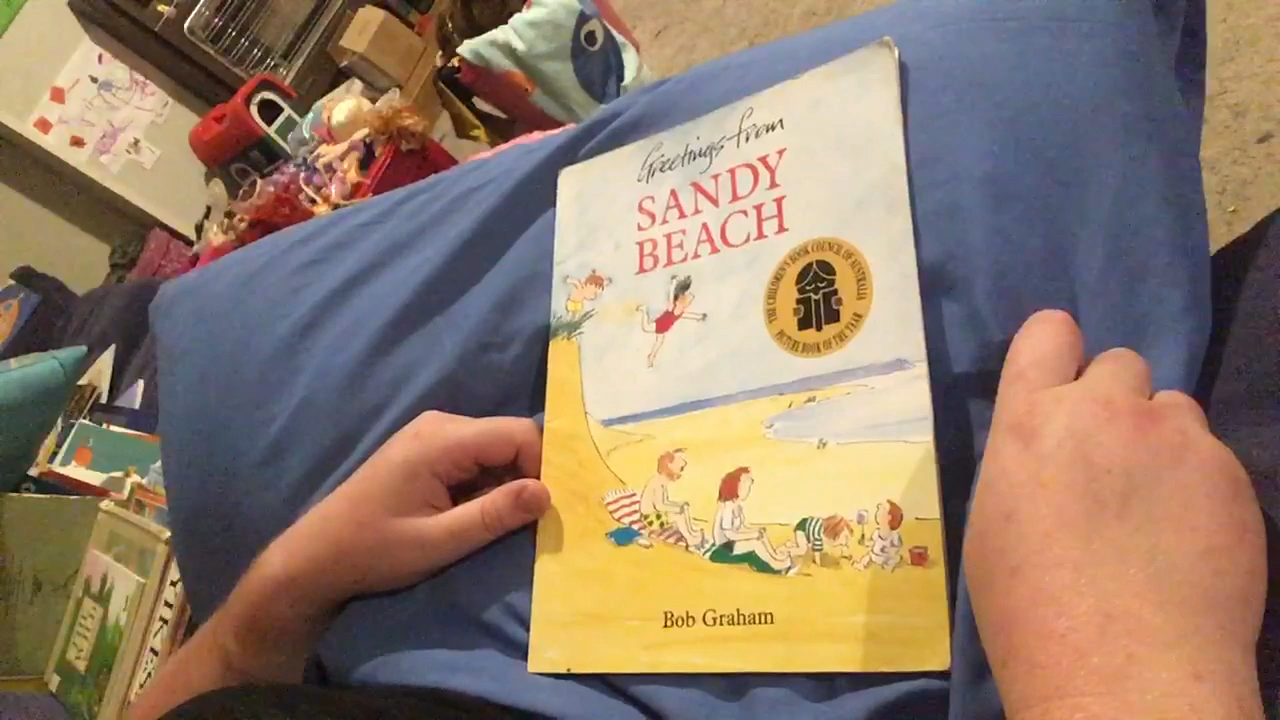 Greetings from
SANDY
BEACH
THE CHILDREN'S BOOK COUNCIL OF AUSTRALIA
PICTURE BOOK OF THE YEAR
Bob Graham